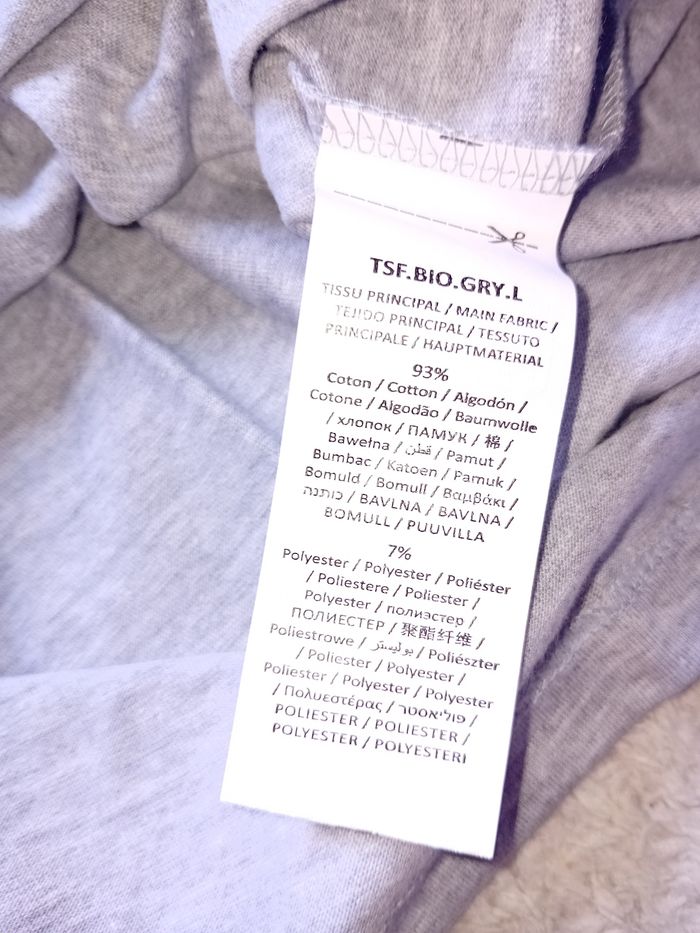 TSF.BIO.GRY.L
TISSU PRINCIPAL / MAIN FABRIC /
TEJIDO PRINCIPAL / TESSUTO
PRINCIPALE / HAUPTMATERIAL
93%
Coton / Cotton / Algodón /
Cotone / Algodão / Baumwolle
/ хлопок / ПАМУК / 棉 /
Bawełna / قطن / Pamut /
Bumbac / Katoen / Pamuk /
Bomuld / Bomull / Βαμβάκι /
כותנה / BAVLNA / BAVLNA /
BOMULL / PUUVILLA
7%
Polyester / Polyester / Poliéster
/ Poliestere / Poliester /
Polyester / полиэстер /
ПОЛИЕСТЕР / 聚酯纤维 /
Poliestrowe / بوليستر / Poliészter
/ Poliester / Polyester /
Poliester / Polyester / Polyester
/ Πολυεστέρας / פוליאסטר /
POLIESTER / POLIESTER /
POLYESTER / POLYESTERI